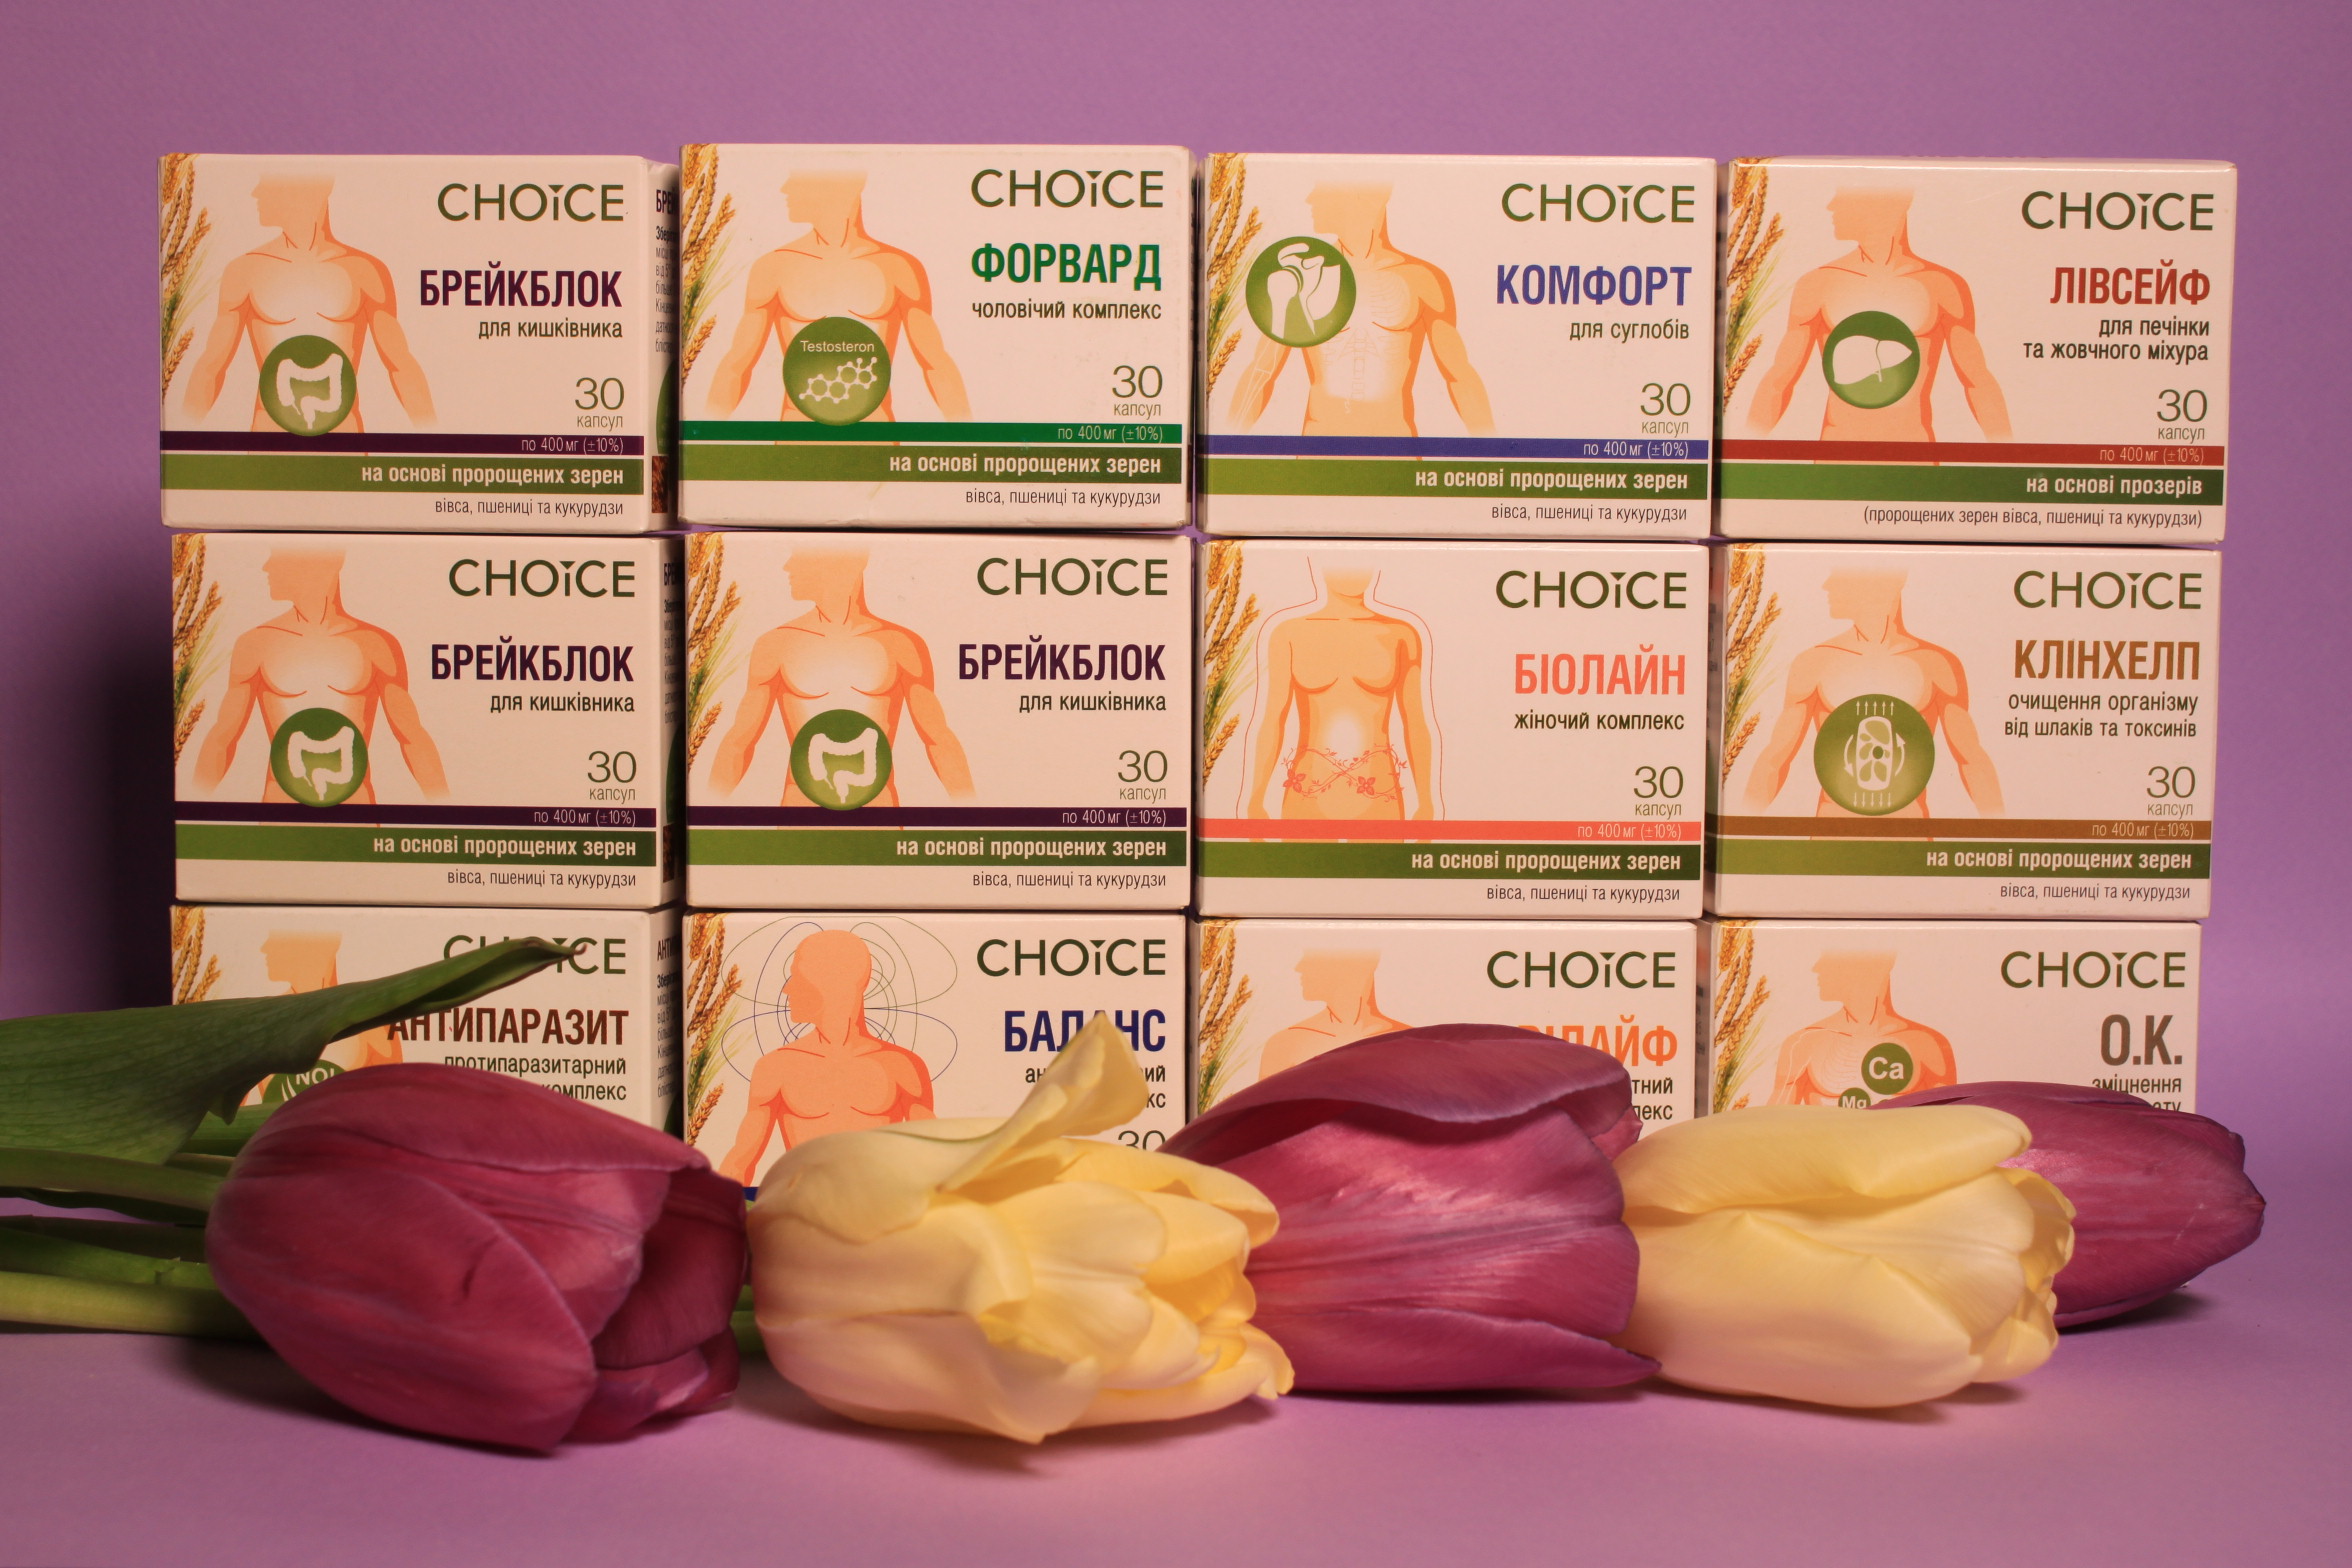 CHOICE
БРЕЙКБЛОК
для кишківника
30
капсул
по 400 мг (±10%)
на основі пророщених зерен
вівса, пшениці та кукурудзи
CHOICE
ФОРВАРД
чоловічий комплекс
Testosteron
30
капсул
по 400 мг (±10%)
на основі пророщених зерен
вівса, пшениці та кукурудзи
CHOICE
КОМФОРТ
для суглобів
30
капсул
по 400 мг (±10%)
на основі пророщених зерен
вівса, пшениці та кукурудзи
CHOICE
ЛІВСЕЙФ
для печінки
та жовчного міхура
30
капсул
по 400 мг (±10%)
на основі прозерів
(пророщених зерен вівса, пшениці та кукурудзи)
CHOICE
БРЕЙКБЛОК
для кишківника
30
капсул
по 400 мг (±10%)
на основі пророщених зерен
вівса, пшениці та кукурудзи
CHOICE
БРЕЙКБЛОК
для кишківника
30
капсул
по 400 мг (±10%)
на основі пророщених зерен
вівса, пшениці та кукурудзи
CHOICE
БІОЛАЙН
жіночий комплекс
30
капсул
по 400 мг (±10%)
на основі пророщених зерен
вівса, пшениці та кукурудзи
CHOICE
КЛІНХЕЛП
очищення організму
від шлаків та токсинів
30
капсул
по 400 мг (±10%)
на основі пророщених зерен
вівса, пшениці та кукурудзи
CHOICE
АНТИПАРАЗИТ
протипаразитарний
комплекс
NO!
CHOICE
БАЛАНС
30
CHOICE
CHOICE
О.К.
зміцнення
Ca
Mg